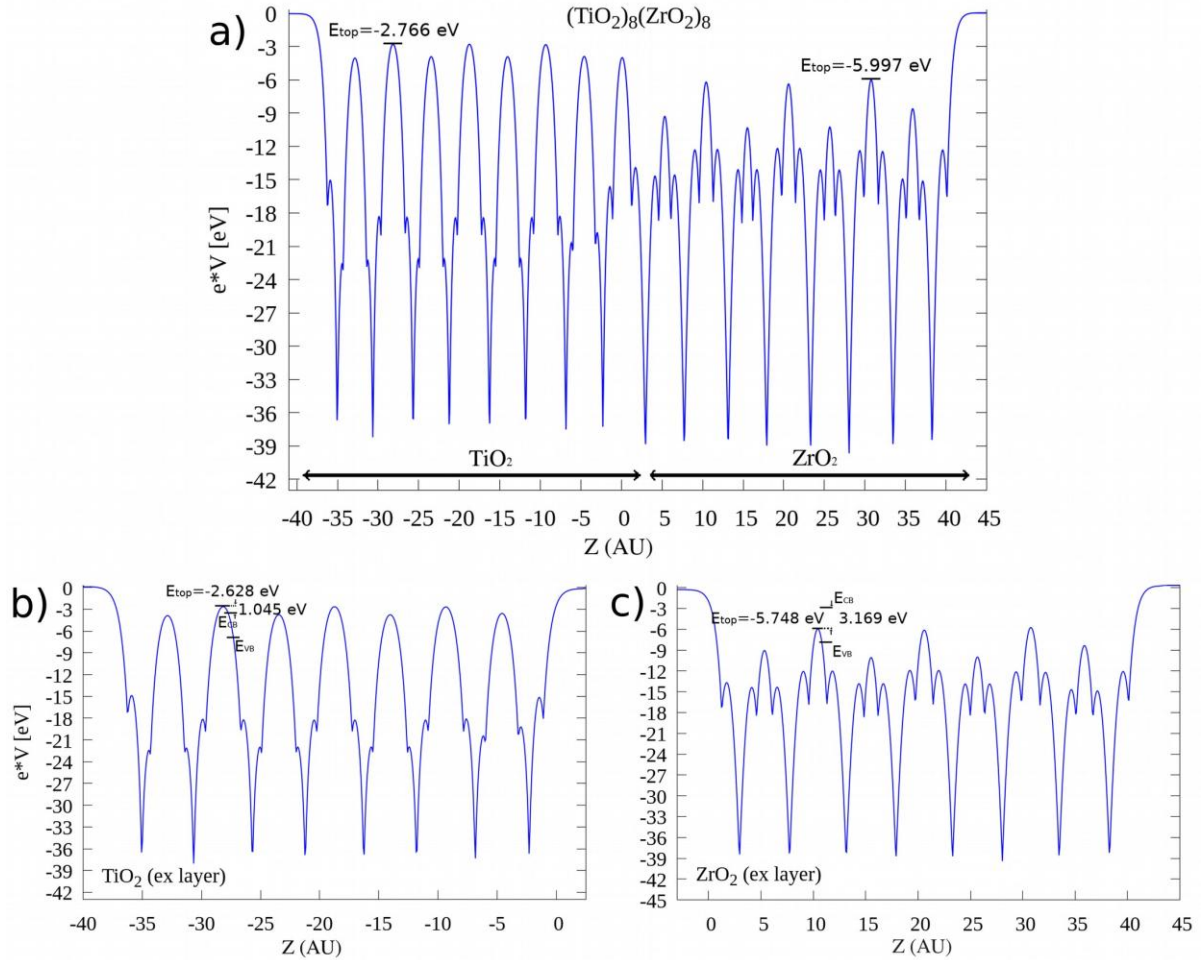 a)
(TiO₂)₈(ZrO₂)₈
Etop=-2.766 eV
Etop=-5.997 eV
e*V [eV]
0
-3
-6
-9
-12
-15
-18
-21
-24
-27
-30
-33
-36
-39
-42
TiO₂
ZrO₂
-40 -35 -30 -25 -20 -15 -10 -5 0 5 10 15 20 25 30 35 40 45
Z (AU)
b)
Etop=-2.628 eV
1.045 eV
ECB
EVB
e*V [eV]
0
-3
-6
-9
-12
-15
-18
-21
-24
-27
-30
-33
-36
-39
-42
TiO₂ (ex layer)
-40 -35 -30 -25 -20 -15 -10 -5 0
Z (AU)
c)
ECB
Etop=-5.748 eV 3.169 eV
EVB
0
-3
-6
-9
-12
-15
-18
-21
-24
-27
-30
-33
-36
-39
-42
-45
ZrO₂ (ex layer)
0 5 10 15 20 25 30 35 40 45
Z (AU)